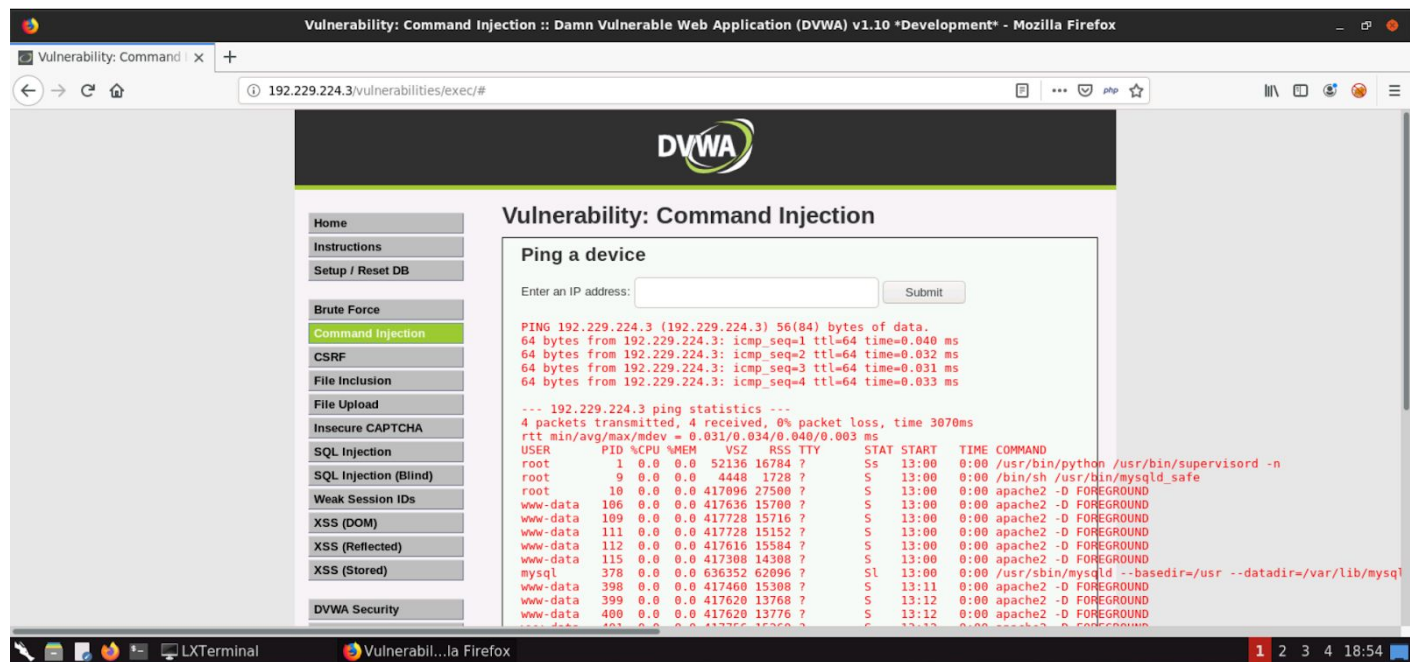 Vulnerability: Command Injection :: Damn Vulnerable Web Application (DVWA) v1.10 *Development* - Mozilla Firefox
Vulnerability: Command I
192.229.224.3/vulnerabilities/exec/#
php
DVWA
Home
Instructions
Setup / Reset DB
Brute Force
Command Injection
CSRF
File Inclusion
File Upload
Insecure CAPTCHA
SQL Injection
SQL Injection (Blind)
Weak Session IDs
XSS (DOM)
XSS (Reflected)
XSS (Stored)
DVWA Security
Vulnerability: Command Injection
Ping a device
Enter an IP address:
Submit
PING 192.229.224.3 (192.229.224.3) 56(84) bytes of data.
64 bytes from 192.229.224.3: icmp_seq=1 ttl=64 time=0.040 ms
64 bytes from 192.229.224.3: icmp_seq=2 ttl=64 time=0.032 ms
64 bytes from 192.229.224.3: icmp_seq=3 ttl=64 time=0.031 ms
64 bytes from 192.229.224.3: icmp_seq=4 ttl=64 time=0.033 ms
--- 192.229.224.3 ping statistics ---
4 packets transmitted, 4 received, 0% packet loss, time 3070ms
rtt min/avg/max/mdev = 0.031/0.034/0.040/0.003 ms
USER PID %CPU %MEM VSZ RSS TTY STAT START TIME COMMAND
root 1 0.0 0.0 52136 16784 ? Ss 13:00 0:00 /usr/bin/python /usr/bin/supervisord -n
root 9 0.0 0.0 4448 1728 ? S 13:00 0:00 /bin/sh /usr/bin/mysqld_safe
root 10 0.0 0.0 417096 27500 ? S 13:00 0:00 apache2 -D FOREGROUND
www-data 106 0.0 0.0 417636 15700 ? S 13:00 0:00 apache2 -D FOREGROUND
www-data 109 0.0 0.0 417728 15716 ? S 13:00 0:00 apache2 -D FOREGROUND
www-data 111 0.0 0.0 417728 15152 ? S 13:00 0:00 apache2 -D FOREGROUND
www-data 112 0.0 0.0 417616 15584 ? S 13:00 0:00 apache2 -D FOREGROUND
www-data 115 0.0 0.0 417308 14308 ? S 13:00 0:00 apache2 -D FOREGROUND
mysql 378 0.0 0.0 636352 62096 ? Sl 13:00 0:00 /usr/sbin/mysqld --basedir=/usr --datadir=/var/lib/mysql
www-data 398 0.0 0.0 417460 15308 ? S 13:11 0:00 apache2 -D FOREGROUND
www-data 399 0.0 0.0 417620 13768 ? S 13:12 0:00 apache2 -D FOREGROUND
www-data 400 0.0 0.0 417620 13776 ? S 13:12 0:00 apache2 -D FOREGROUND
LXTerminal
Vulnerabil...la Firefox
1 2 3 4 18:54